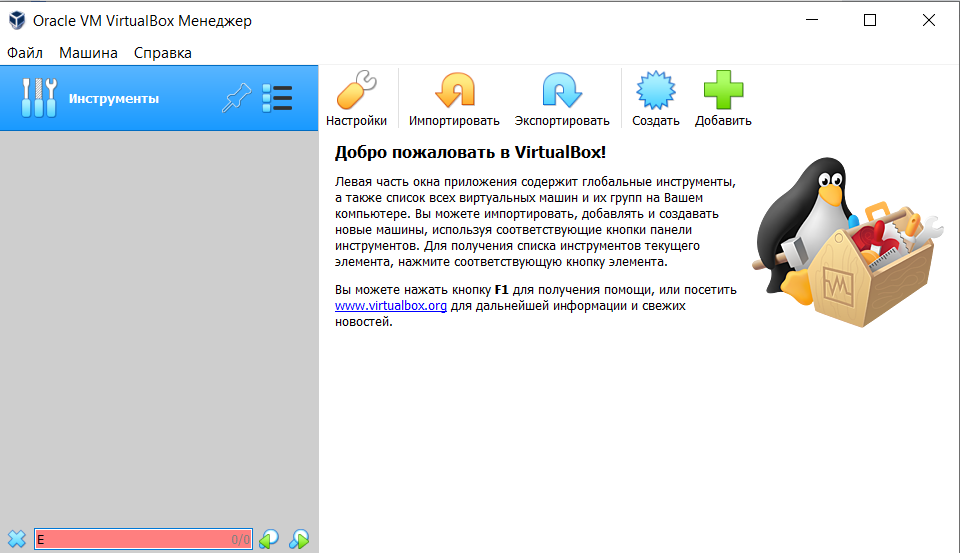 Oracle VM VirtualBox Менеджер
Файл Машина Справка
Инструменты
Настройки Импортировать Экспортировать Создать Добавить
Добро пожаловать в VirtualBox!
Левая часть окна приложения содержит глобальные инструменты,
а также список всех виртуальных машин и их групп на Вашем
компьютере. Вы можете импортировать, добавлять и создавать
новые машины, используя соответствующие кнопки панели
инструментов. Для получения списка инструментов текущего
элемента, нажмите соответствующую кнопку элемента.
Вы можете нажать кнопку F1 для получения помощи, или посетить
www.virtualbox.org для дальнейшей информации и свежих
новостей.
E 0/0